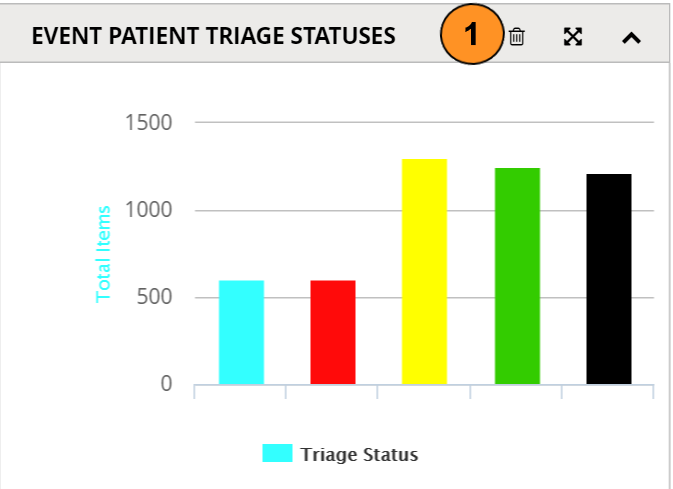 EVENT PATIENT TRIAGE STATUSES
1
1500
1000
500
0
Total Items
Triage Status